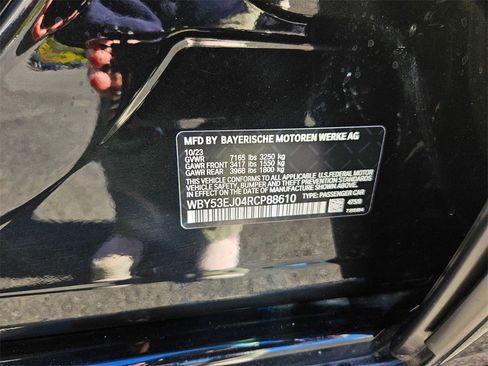 MFD BY BAYERISCHE MOTOREN WERKE AG
10/23
GVWR 7165 lbs 3250 kg
GAWR FRONT 3417 lbs 1550 kg
GAWR REAR 3968 lbs 1800 kg
THIS VEHICLE CONFORMS TO ALL APPLICABLE U.S.FEDERAL MOTOR
VEHICLE SAFETY, BUMPER AND THEFT PREVENTION STANDARDS
IN EFFECT ON THE DATE OF MANUFACTURE SHOWN ABOVE.
WBY53EJ04RCP88610 TYPE: PASSENGER CAR
475/9